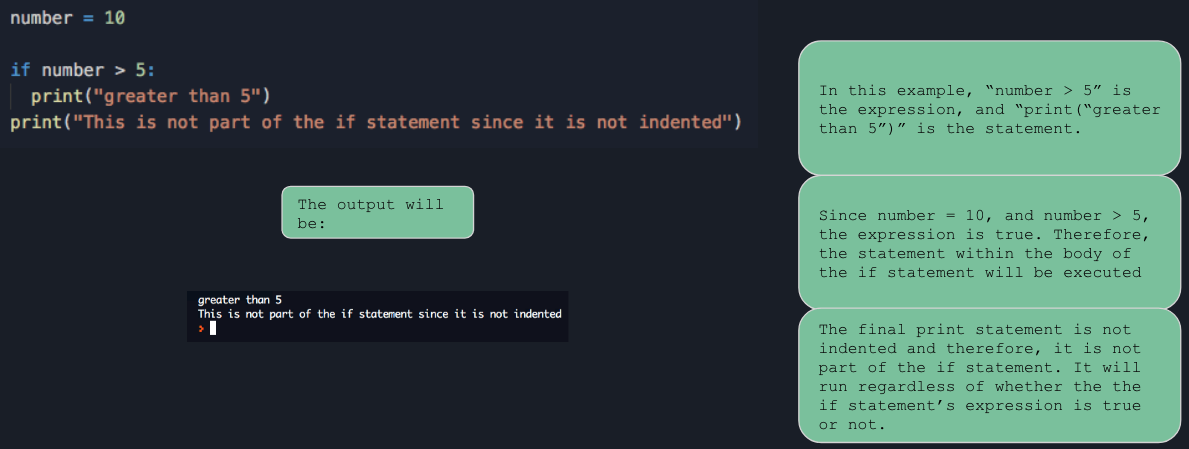 number = 10
if number > 5:
print("greater than 5")
print("This is not part of the if statement since it is not indented")
The output will
be:
greater than 5
This is not part of the if statement since it is not indented
>
In this example, “number > 5” is
the expression, and “print(“greater
than 5”)” is the statement.
Since number = 10, and number > 5,
the expression is true. Therefore,
the statement within the body of
the if statement will be executed
The final print statement is not
indented and therefore, it is not
part of the if statement. It will
run regardless of whether the the
if statement’s expression is true
or not.